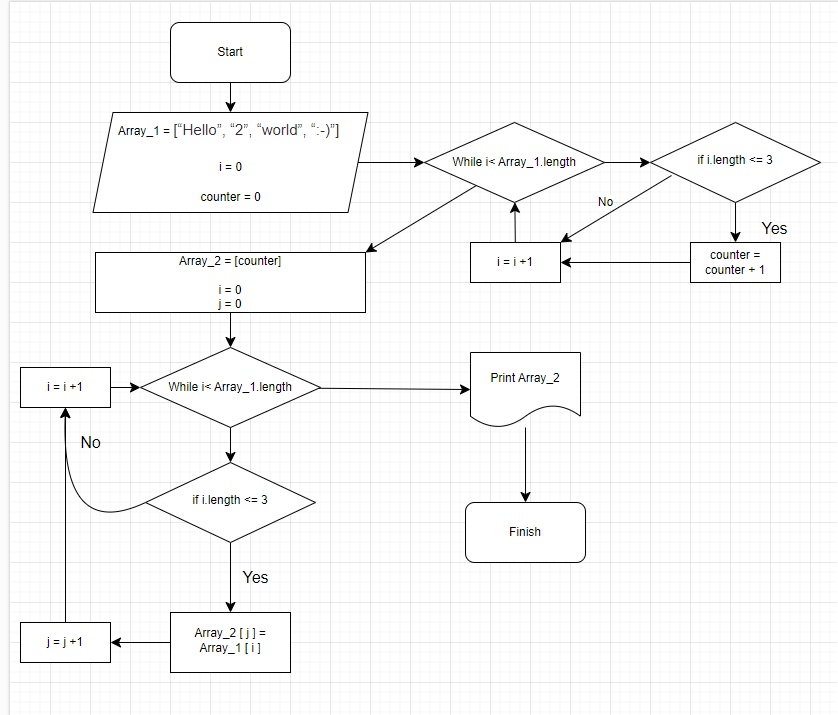 Start
Array_1 = [“Hello”, “2”, “world”, “:-)”]
i = 0
counter = 0
While i< Array_1.length
if i.length <= 3
No
Yes
i = i +1
counter =
counter + 1
Array_2 = [counter]
i = 0
j = 0
i = i +1
While i< Array_1.length
Print Array_2
No
if i.length <= 3
Finish
Yes
Array_2 [ j ] =
Array_1 [ i ]
j = j +1